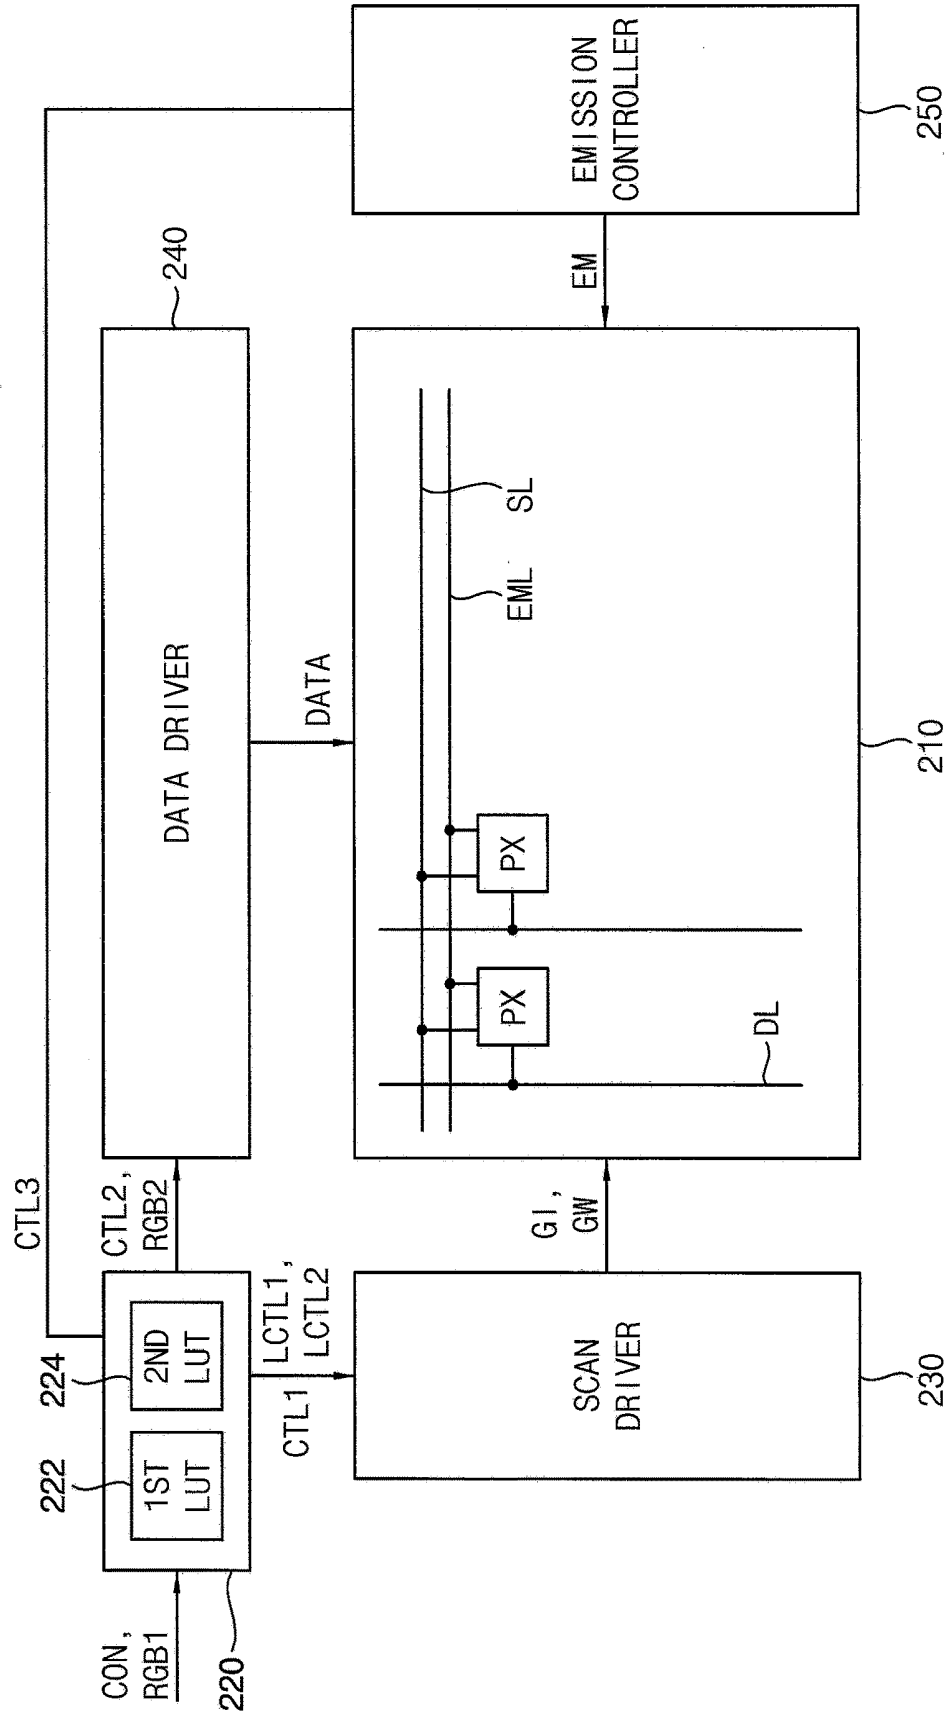 CTL3
240
222
224
CON,
RGB1
1ST
LUT
2ND
LUT
CTL2,
RGB2
DATA DRIVER
220
CTL1
LCTL1,
LCTL2
DATA
SCAN
DRIVER
GI,
GW
PX
PX
SL
EML
DL
EM
EMISSION
CONTROLLER
230
210
250